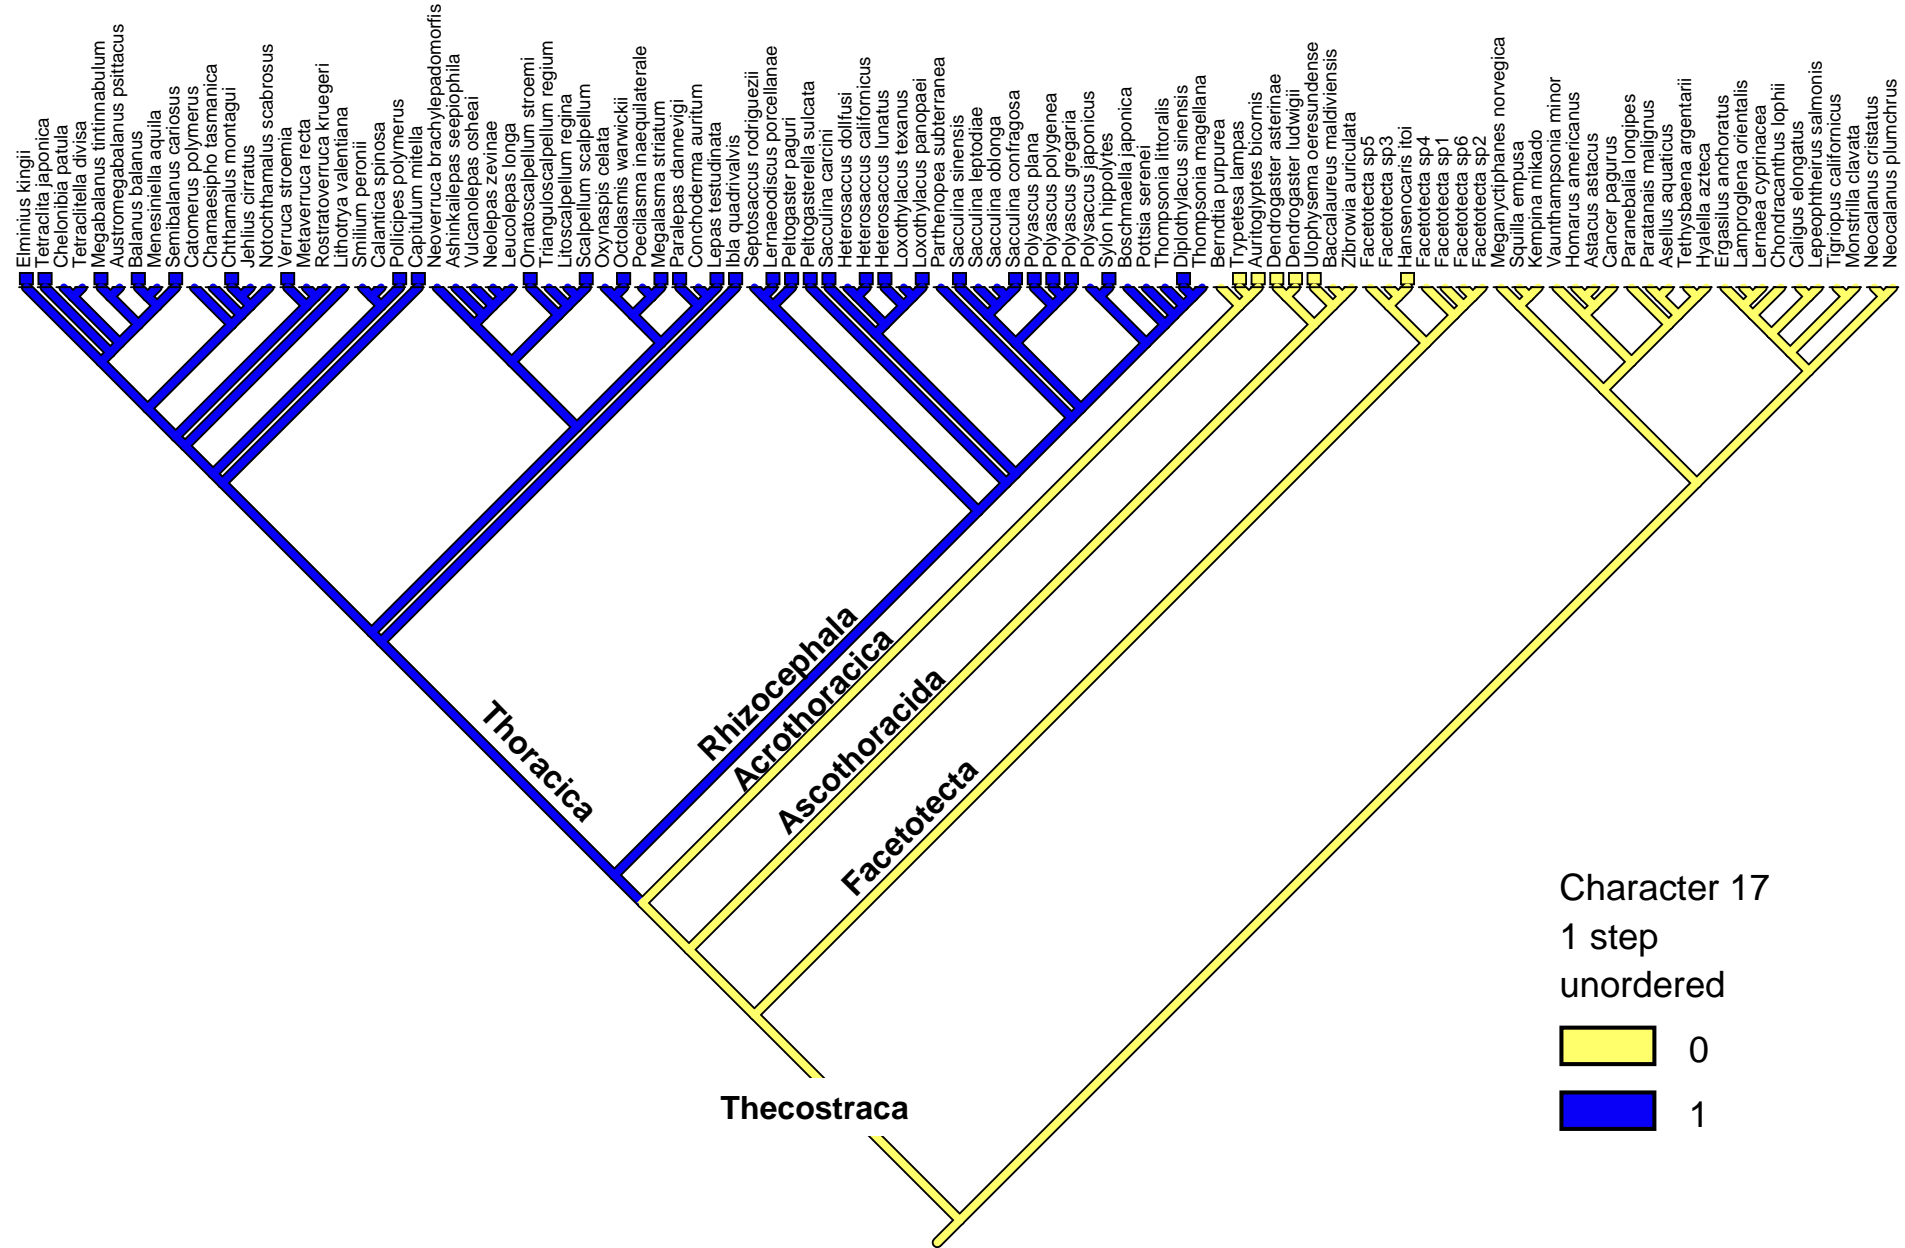 Elminius kingii
Tetraclita japonica
Chelonibia patula
Tetraclitella divisa
Megabalanus tintinnabulum
Austromegabalanus psittacus
Balanus balanus
Menesiniella aquila
Semibalanus cariosus
Catomerus polymerus
Chamaesipho tasmanica
Chthamalus montagui
Jehlius cirratus
Notochthamalus scabrosus
Verruca stroemia
Metaverruca recta
Rostratoverruca kruegeri
Lithotrya valentiana
Smilium peronii
Calantica spinosa
Pollicipes polymerus
Capitulum mitella
Neoverruca brachylepadomorfis
Ashinkailepas seepiophila
Vulcanolepas osheai
Neolepas zevinae
Leucolepas longa
Ornatoscalpellum stroemi
Trianguloscalpellum regium
Litoscalpellum regina
Scalpellum scalpellum
Oxynaspis celata
Octolasmis warwickii
Poecilasma inaequilaterale
Megalasma striatum
Paralepas dannevigi
Conchoderma auritum
Lepas testudinata
Ibla quadrivalvis
Septosaccus rodriguezii
Lernaeodiscus porcellanae
Peltogaster paguri
Peltogasterella sulcata
Sacculina carcini
Heterosaccus dollfusi
Heterosaccus californicus
Heterosaccus lunatus
Loxothylacus texanus
Loxothylacus panopaei
Parthenopea subterranea
Sacculina sinensis
Sacculina leptodiae
Sacculina oblonga
Sacculina confragosa
Polyascus plana
Polyascus polygenea
Polyascus gregaria
Polysaccus japonicus
Sylon hippolytes
Boschmaella japonica
Pottsia serenei
Thompsonia littoralis
Diplothylacus sinensis
Thompsonia magellana
Berndtia purpurea
Trypetesa lampas
Auritoglyptes bicornis
Dendrogaster asterinae
Dendrogaster ludwigii
Ulophysema oeresundense
Baccalaureus maldiviensis
Zibrowia auriculata
Facetotecta sp5
Facetotecta sp3
Hansenocaris itoi
Facetotecta sp4
Facetotecta sp1
Facetotecta sp6
Facetotecta sp2
Meganyctiphanes norvegica
Squilla empusa
Kempina mikado
Vaunthampsonia minor
Homarus americanus
Astacus astacus
Cancer pagurus
Paranebalia longipes
Paratanais malignus
Asellus aquaticus
Tethysbaena argentarii
Hyalella azteca
Ergasilus anchoratus
Lamproglena orientalis
Lernaea cyprinacea
Chondracanthus lophii
Caligus elongatus
Lepeophtheirus salmonis
Tigriopus californicus
Monstrilla clavata
Neocalanus cristatus
Neocalanus plumchrus
Thoracica
Rhizocephala
Acrothoracica
Ascothoracida
Facetotecta
Thecostraca
Character 17
1 step
unordered
0
1